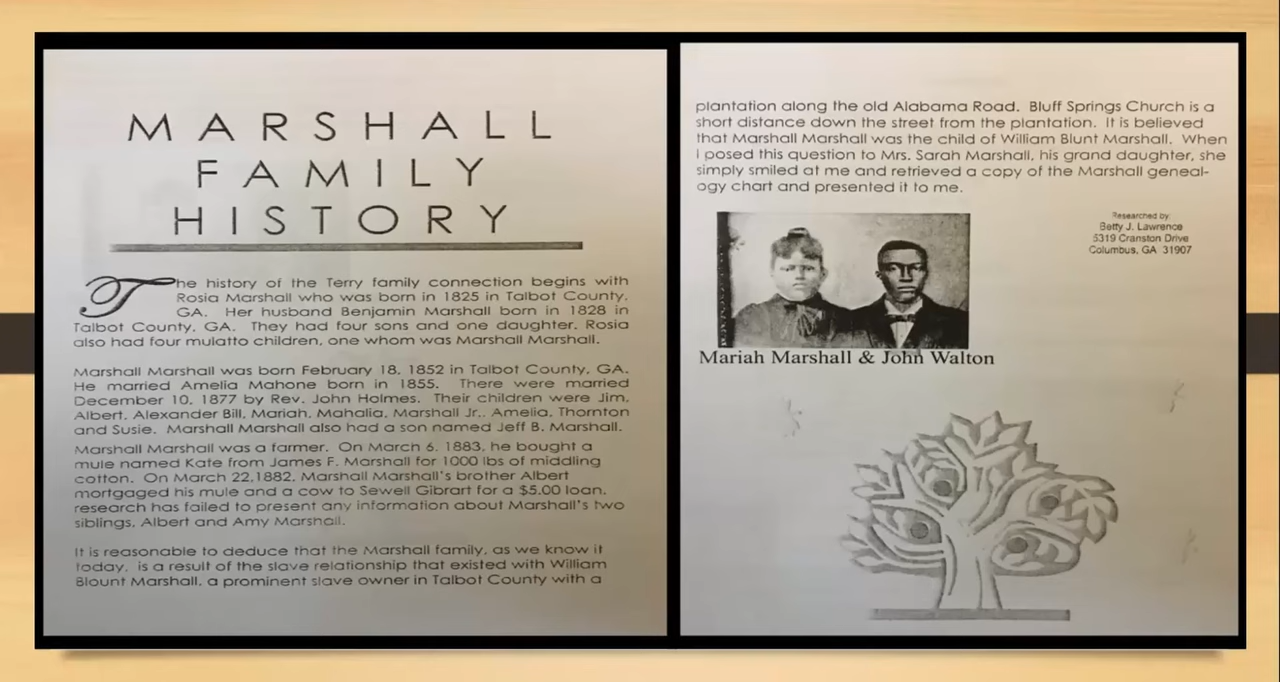 MARSHALL
FAMILY
HISTORY
The history of the Terry family connection begins with
Rosia Marshall who was born in 1825 in Talbot County,
GA. Her husband Benjamin Marshall born in 1828 in
Talbot County, GA. They had four sons and one daughter. Rosia
also had four mulatto children, one whom was Marshall Marshall.
Marshall Marshall was born February 18, 1852 in Talbot County, GA.
He married Amelia Mahone born in 1855. There were married
December 10, 1877 by Rev. John Holmes. Their children were Jim,
Albert, Alexander Bill, Mariah, Mahalia, Marshall Jr., Amelia, Thornton
and Susie. Marshall Marshall also had a son named Jeff B. Marshall.
Marshall Marshall was a farmer. On March 6, 1883, he bought a
mule named Kate from James F. Marshall for 1000 lbs of middling
cotton. On March 22,1882, Marshall Marshall's brother Albert
mortgaged his mule and a cow to Sewell Gibrart for a $5.00 loan.
research has failed to present any information about Marshall's two
siblings, Albert and Amy Marshall.
It is reasonable to deduce that the Marshall family, as we know it
today, is a result of the slave relationship that existed with William
Blount Marshall, a prominent slave owner in Talbot County with a
plantation along the old Alabama Road. Bluff Springs Church is a
short distance down the street from the plantation. It is believed
that Marshall Marshall was the child of William Blunt Marshall. When
I posed this question to Mrs. Sarah Marshall, his grand daughter, she
simply smiled at me and retrieved a copy of the Marshall geneal-
ogy chart and presented it to me.
Researched by:
Betty J. Lawrence
5319 Cranston Drive
Columbus, GA 31907
Mariah Marshall & John Walton